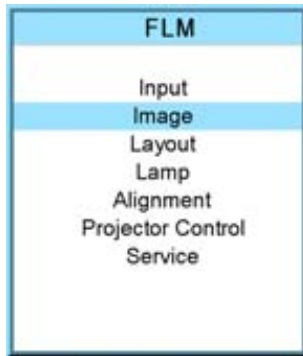 FLM
Input
Image
Layout
Lamp
Alignment
Projector Control
Service